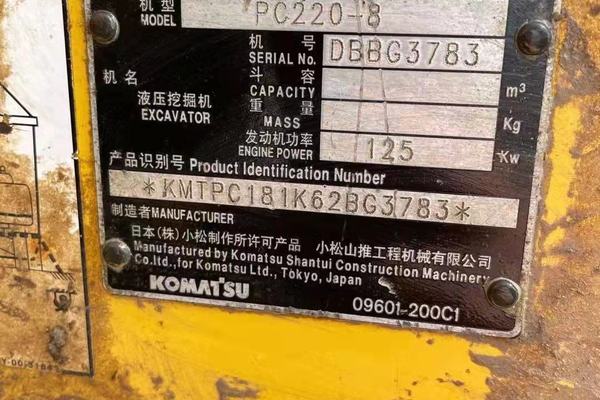 机型 PC220-8
MODEL
机号 DBBG3783
SERIAL No.
机名 斗容 m³
CAPACITY
液压挖掘机 重量 Kg
EXCAVATOR MASS
发动机功率 125 Kw
ENGINE POWER
产品识别号 Product Identification Number
*KMTPC181K62BG3783*
制造者MANUFACTURER
日本(株)小松制作所许可产品 小松山推工程机械有限公司
Manufactured by Komatsu Shantui Construction Machinery
Co.ltd.,for Komatsu Ltd., Tokyo, Japan
KOMATSU 09601-200C1